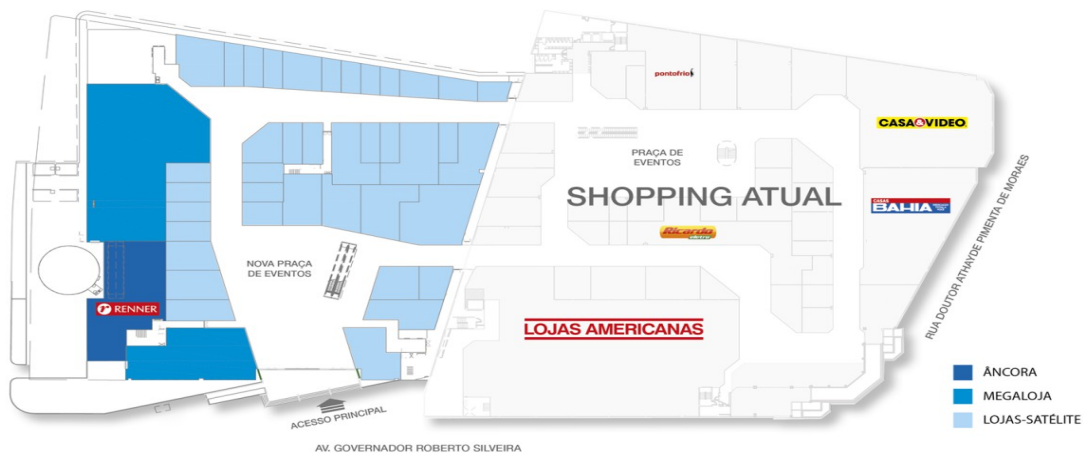 pontofrio
CASA&VIDEO
PRAÇA DE
EVENTOS
SHOPPING ATUAL
CASAS
BAHIA
Ricardo
NOVA PRAÇA
DE EVENTOS
RENNER
LOJAS AMERICANAS
RUA DOUTOR ATHAYDE PIMENTA DE MORAES
ÂNCORA
MEGALOJA
LOJAS-SATÉLITE
ACESSO PRINCIPAL
AV. GOVERNADOR ROBERTO SILVEIRA